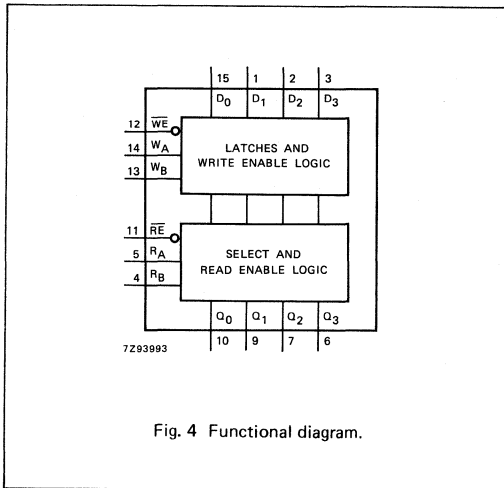 15 1 2 3
D0 D1 D2 D3
12 WE
14 WA
13 WB
LATCHES AND
WRITE ENABLE LOGIC
11 RE
5 RA
4 RB
SELECT AND
READ ENABLE LOGIC
Q0 Q1 Q2 Q3
10 9 7 6
7Z93993
Fig. 4 Functional diagram.